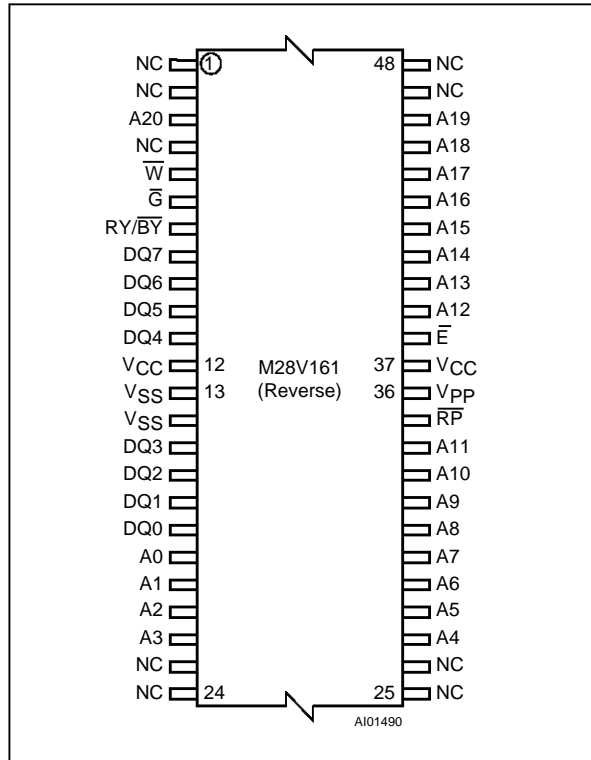 NC 1 48 NC
NC NC
A20 A19
NC A18
W̅ A17
G̅ A16
RY/B̅Y̅ A15
DQ7 A14
DQ6 A13
DQ5 A12
DQ4 E̅
VCC 12 M28V161 37 VCC
VSS 13 (Reverse) 36 VPP
VSS R̅P̅
DQ3 A11
DQ2 A10
DQ1 A9
DQ0 A8
A0 A7
A1 A6
A2 A5
A3 A4
NC NC
NC 24 25 NC
AI01490